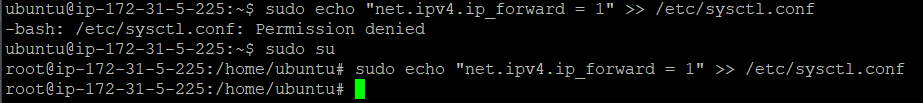 ubuntu@ip-172-31-5-225:~$ sudo echo "net.ipv4.ip_forward = 1" >> /etc/sysctl.conf
-bash: /etc/sysctl.conf: Permission denied
ubuntu@ip-172-31-5-225:~$ sudo su
root@ip-172-31-5-225:/home/ubuntu# sudo echo "net.ipv4.ip_forward = 1" >> /etc/sysctl.conf
root@ip-172-31-5-225:/home/ubuntu#